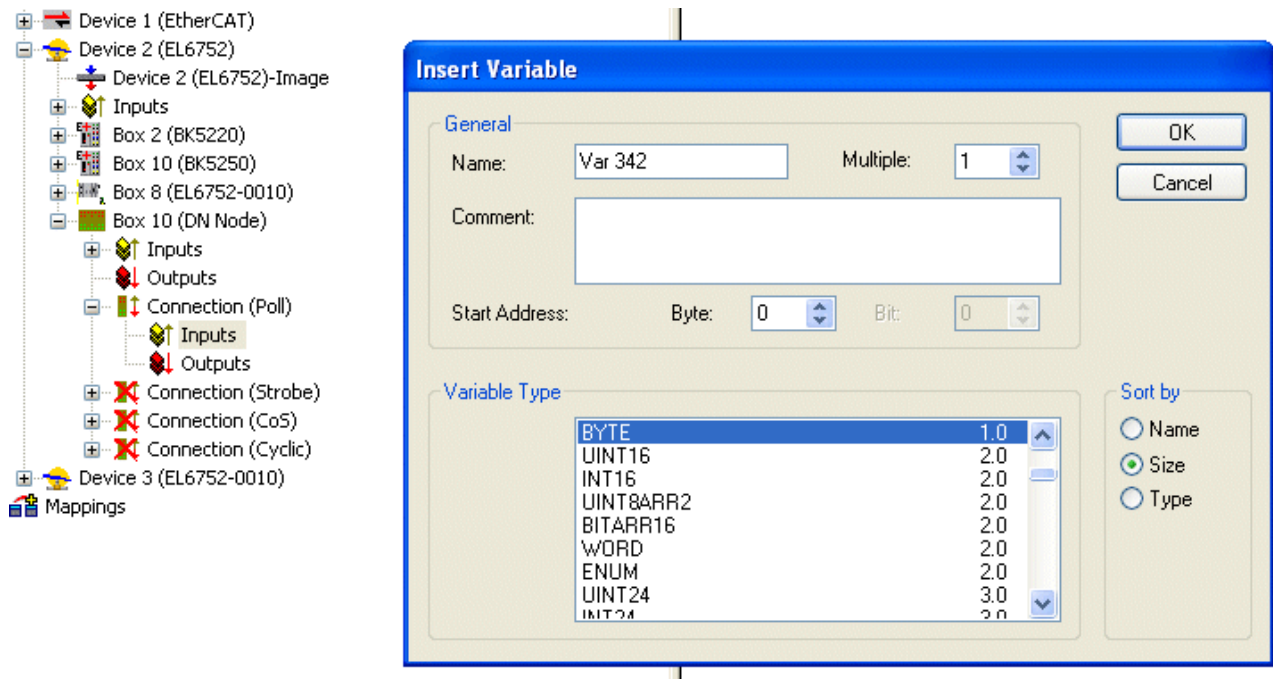 Device 1 (EtherCAT)
Device 2 (EL6752)
Device 2 (EL6752)-Image
Inputs
Box 2 (BK5220)
Box 10 (BK5250)
Box 8 (EL6752-0010)
Box 10 (DN Node)
Inputs
Outputs
Connection (Poll)
Inputs
Outputs
Connection (Strobe)
Connection (CoS)
Connection (Cyclic)
Device 3 (EL6752-0010)
Mappings
Insert Variable
General
Name: Var 342 Multiple: 1
Comment:
Start Address: Byte: 0 Bit: 0
OK
Cancel
Variable Type
BYTE 1.0
UINT16 2.0
INT16 2.0
UINT8ARR2 2.0
BITARR16 2.0
WORD 2.0
ENUM 2.0
UINT24 3.0
INT24 3.0
Sort by
Name
Size
Type